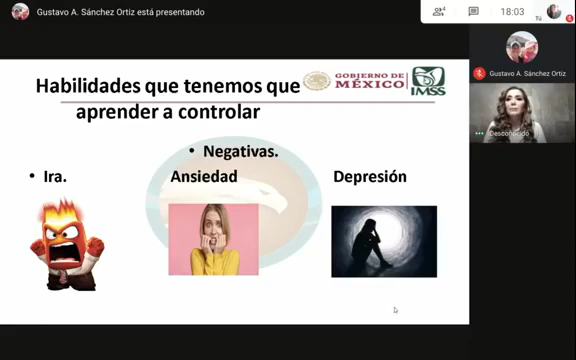 Gustavo A. Sánchez Ortiz está presentando
4
18:03
Tú
Habilidades que tenemos que
aprender a controlar
GOBIERNO DE
MÉXICO
IMSS
• Negativas.
• Ira.
Ansiedad
Depresión
Gustavo A. Sánchez Ortiz
Desconocido